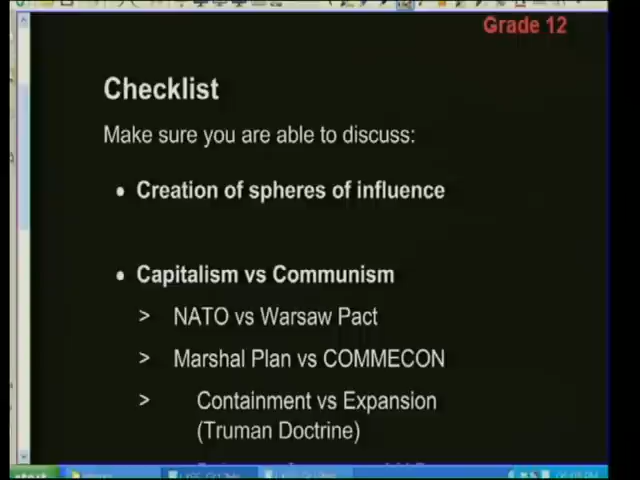 Grade 12
Checklist
Make sure you are able to discuss:
• Creation of spheres of influence
• Capitalism vs Communism
> NATO vs Warsaw Pact
> Marshal Plan vs COMMECON
> Containment vs Expansion
(Truman Doctrine)
start